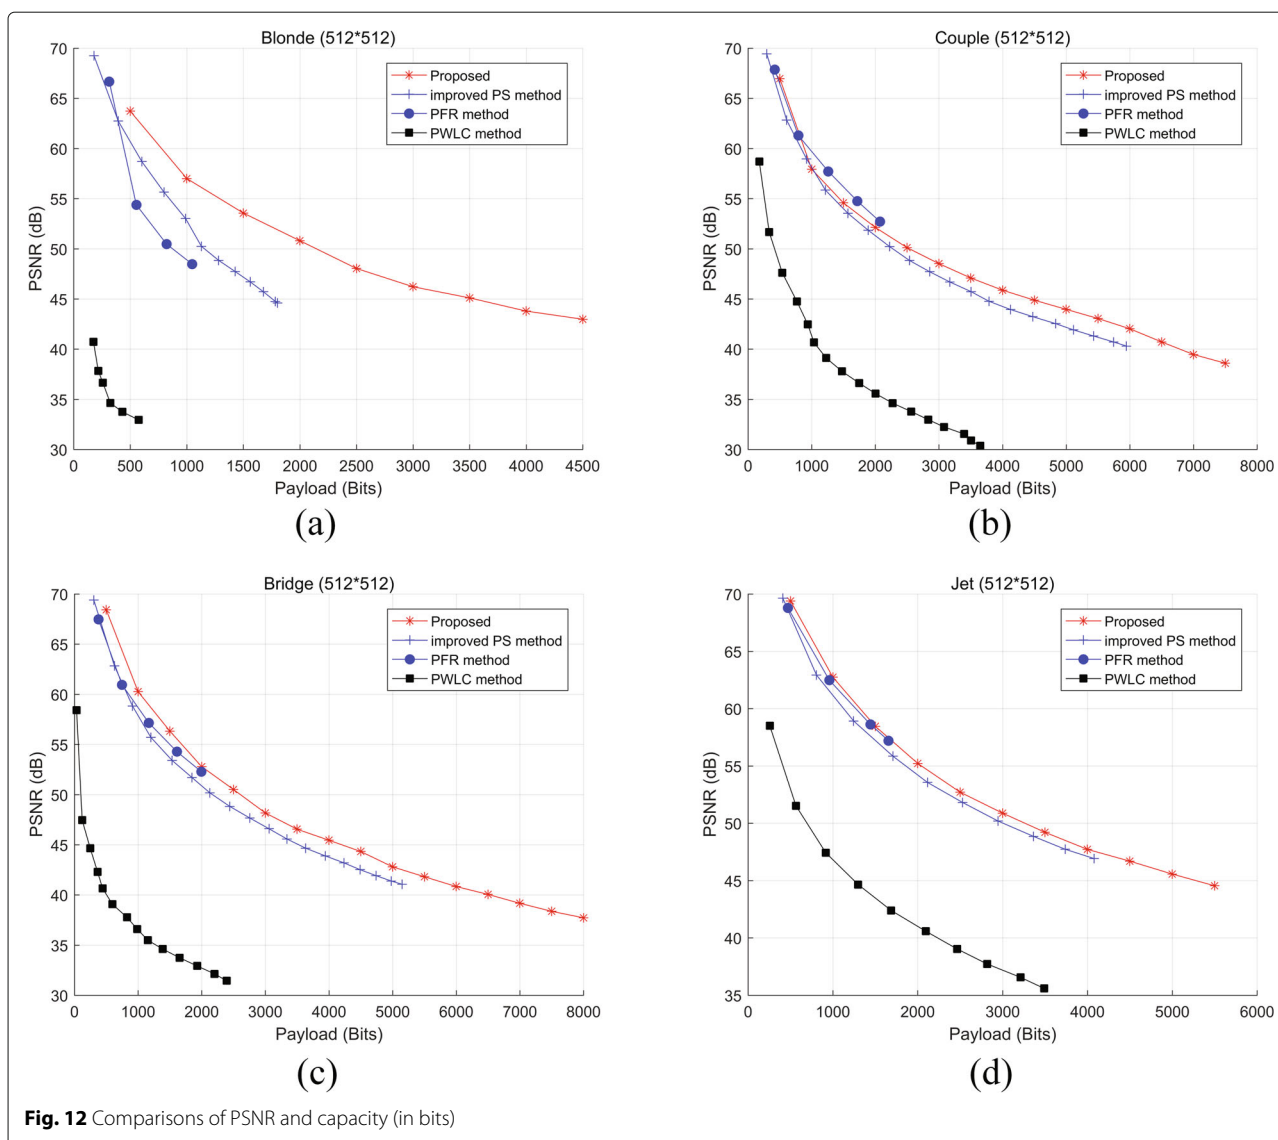 Blonde (512*512)
70
65
60
55
50
45
40
35
30
PSNR (dB)
Proposed
improved PS method
PFR method
PWLC method
0 500 1000 1500 2000 2500 3000 3500 4000 4500
Payload (Bits)
(a)
Couple (512*512)
70
65
60
55
50
45
40
35
30
PSNR (dB)
Proposed
improved PS method
PFR method
PWLC method
0 1000 2000 3000 4000 5000 6000 7000 8000
Payload (Bits)
(b)
Bridge (512*512)
70
65
60
55
50
45
40
35
30
PSNR (dB)
Proposed
improved PS method
PFR method
PWLC method
0 1000 2000 3000 4000 5000 6000 7000 8000
Payload (Bits)
(c)
Jet (512*512)
70
65
60
55
50
45
40
35
PSNR (dB)
Proposed
improved PS method
PFR method
PWLC method
0 1000 2000 3000 4000 5000 6000
Payload (Bits)
(d)
Fig. 12 Comparisons of PSNR and capacity (in bits)